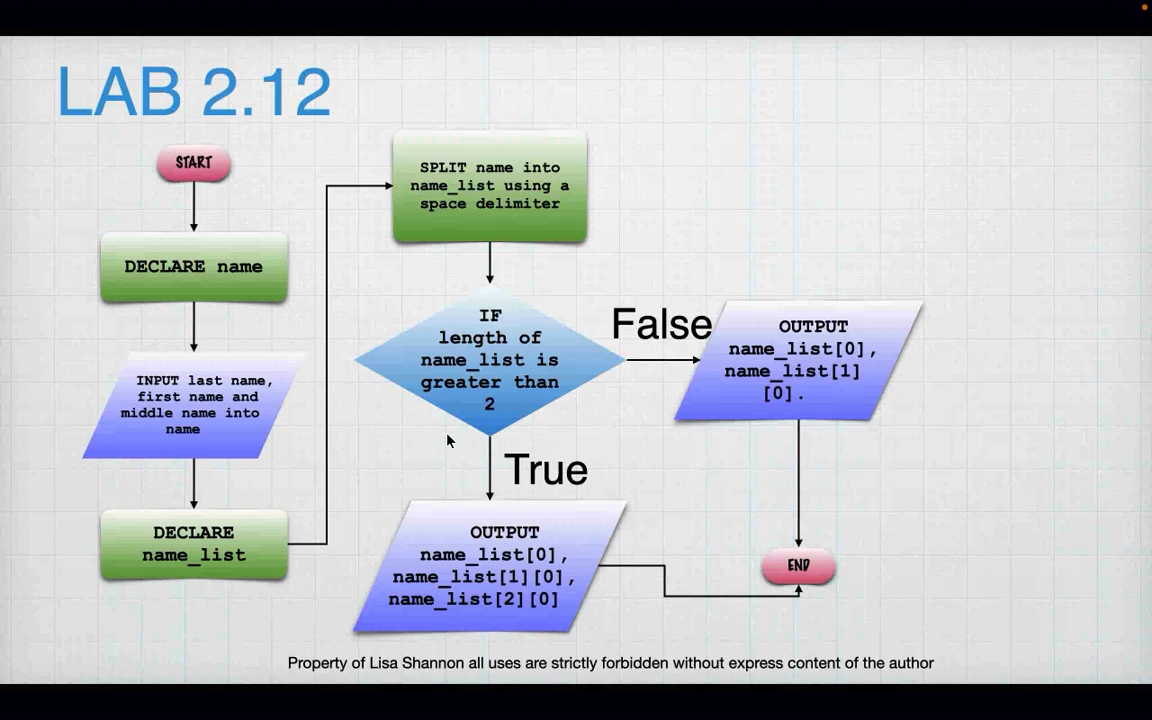 LAB 2.12
START
DECLARE name
INPUT last name,
first name and
middle name into
name
DECLARE
name_list
SPLIT name into
name_list using a
space delimiter
IF
length of
name_list is
greater than
2
False
True
OUTPUT
name_list[0],
name_list[1]
[0].
OUTPUT
name_list[0],
name_list[1][0],
name_list[2][0]
END
Property of Lisa Shannon all uses are strictly forbidden without express content of the author